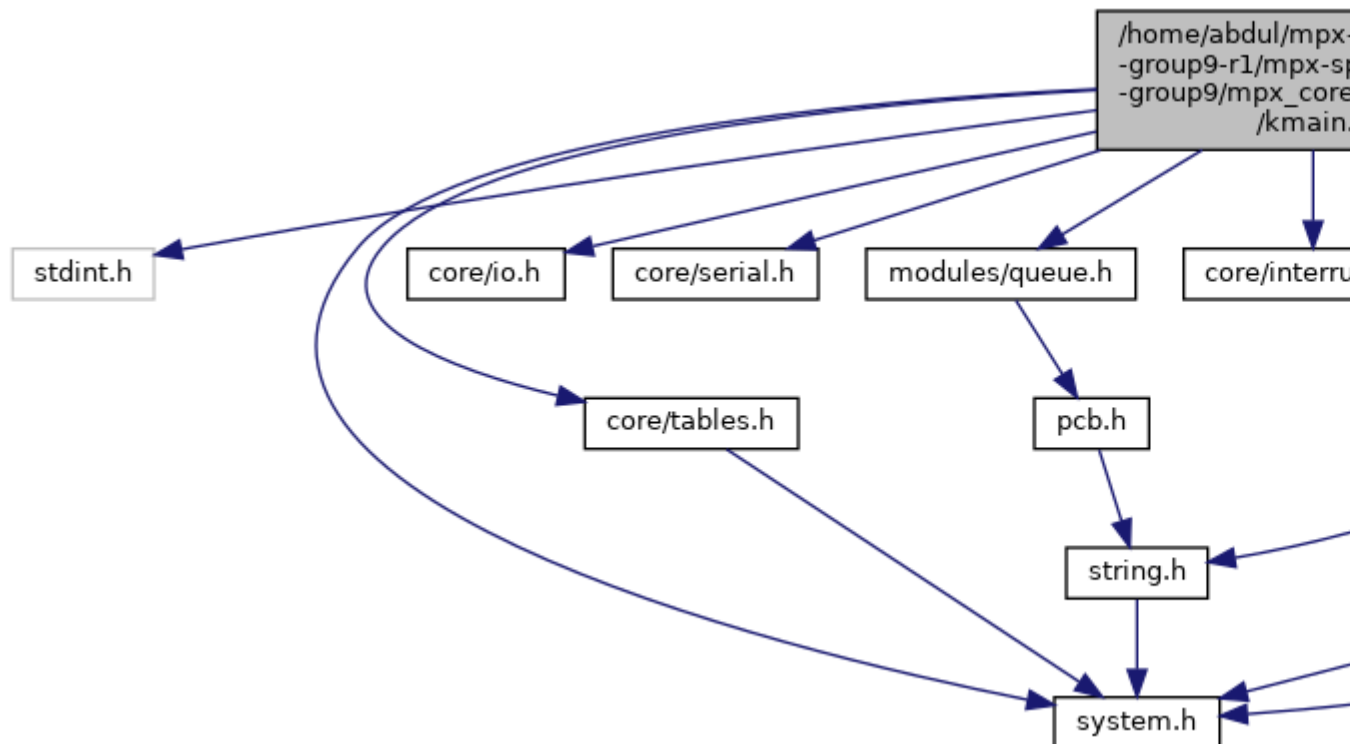 /home/abdul/mpx-
-group9-r1/mpx-sp
-group9/mpx_core
/kmain.
stdint.h
core/io.h
core/serial.h
modules/queue.h
core/interru
core/tables.h
pcb.h
string.h
system.h